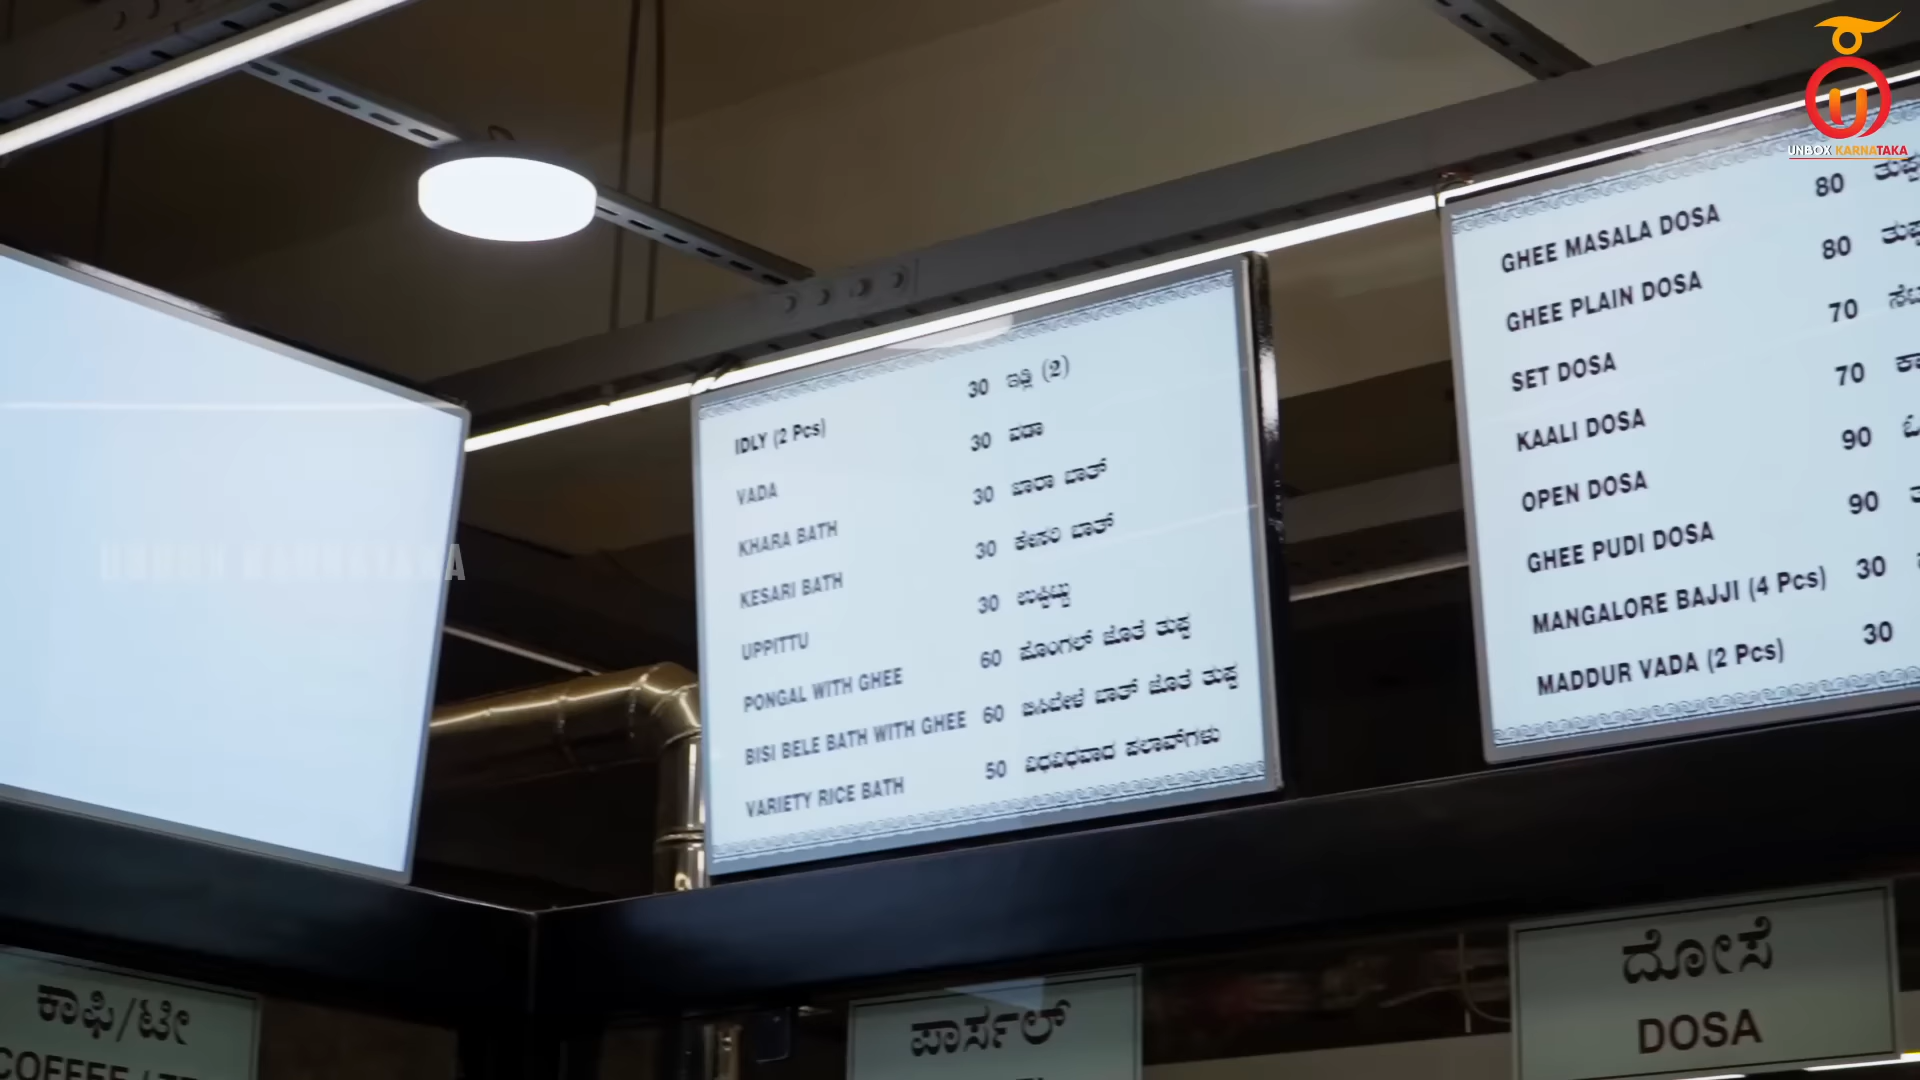 UNBOX KARNATAKA
IDLY (2 Pcs) 30 ಇಡ್ಲಿ (2)
VADA 30 ವಡಾ
KHARA BATH 30 ಖಾರಾ ಬಾತ್
KESARI BATH 30 ಕೇಸರಿ ಬಾತ್
UPPITTU 30 ಉಪ್ಪಿಟ್ಟು
PONGAL WITH GHEE 60 ಪೊಂಗಲ್ ಜೊತೆ ತುಪ್ಪ
BISI BELE BATH WITH GHEE 60 ಬಿಸಿಬೇಳೆ ಬಾತ್ ಜೊತೆ ತುಪ್ಪ
VARIETY RICE BATH 50 ವಿಧವಿಧವಾದ ಪಲಾವ್‌ಗಳು
GHEE MASALA DOSA 80
GHEE PLAIN DOSA 80
SET DOSA 70
KAALI DOSA 70
OPEN DOSA 90
GHEE PUDI DOSA 90
MANGALORE BAJJI (4 Pcs) 30
MADDUR VADA (2 Pcs) 30
ಕಾಫಿ/ಟೀ
COFFEE /
ಪಾರ್ಸಲ್
ದೋಸೆ
DOSA